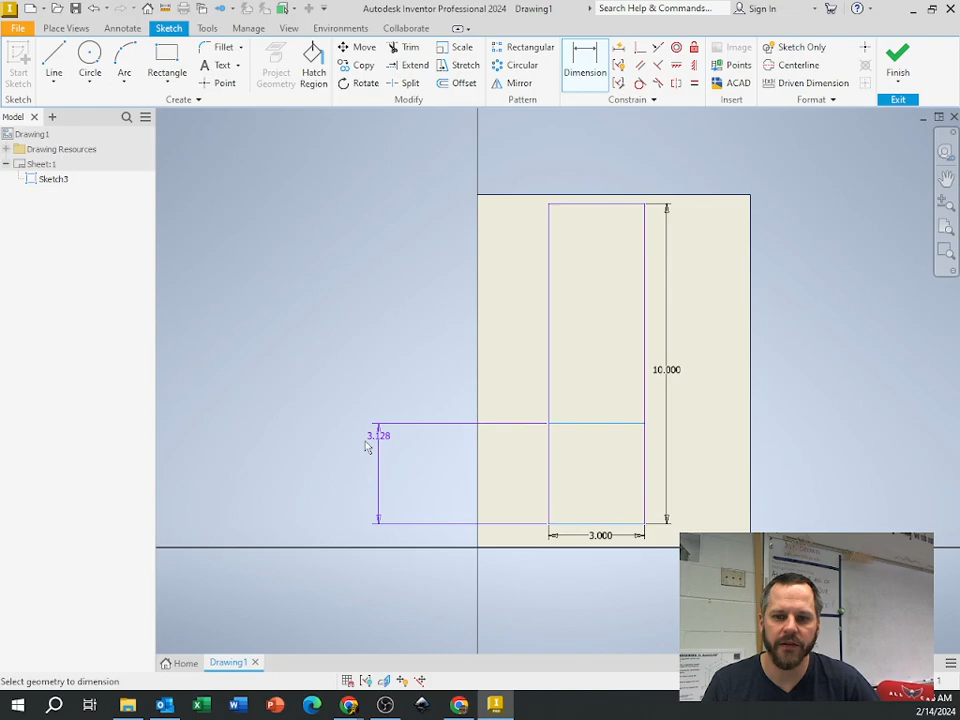 Autodesk Inventor Professional 2024 Drawing1
Search Help & Commands...
Sign In
File
Place Views
Annotate
Sketch
Tools
Manage
View
Environments
Collaborate
Start
Sketch
Line
Circle
Arc
Rectangle
Fillet
Text
Point
Project
Geometry
Hatch
Region
Move
Copy
Rotate
Trim
Extend
Split
Scale
Stretch
Offset
Rectangular
Circular
Mirror
Dimension
Image
Points
ACAD
Sketch Only
Centerline
Driven Dimension
Finish
Sketch
Create
Modify
Pattern
Constrain
Insert
Format
Exit
Model
Drawing1
Drawing Resources
Sheet:1
Sketch3
10.000
3.128
3.000
Home
Drawing1
Select geometry to dimension
1
AM
2/14/2024